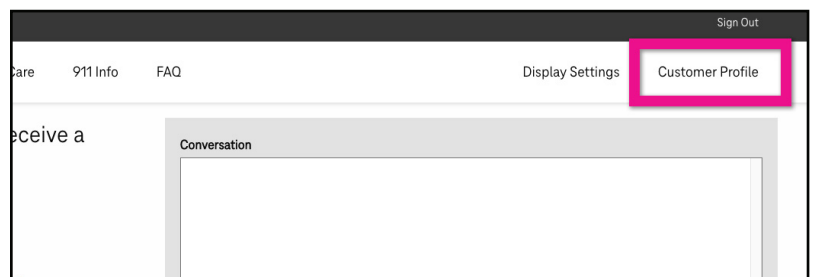 Sign Out
Care 911 Info FAQ Display Settings Customer Profile
eceive a
Conversation